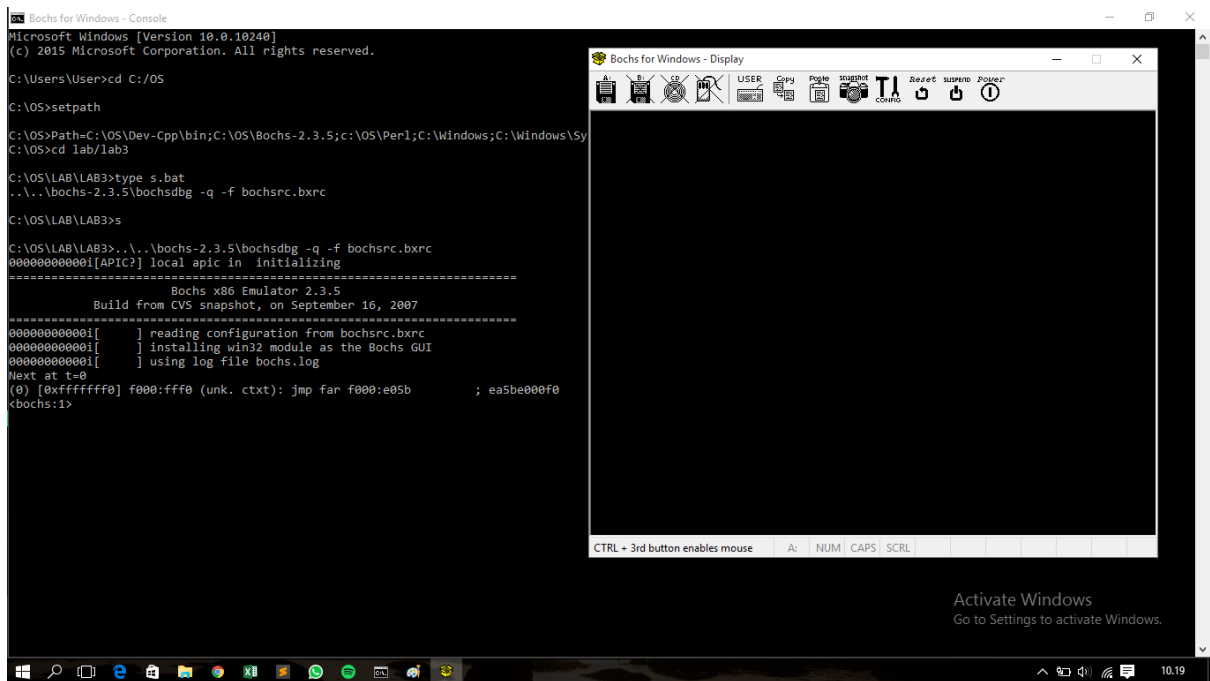 Bochs for Windows - Console
Microsoft Windows [Version 10.0.10240]
(c) 2015 Microsoft Corporation. All rights reserved.
C:\Users\User>cd C:/OS
C:\OS>setpath
C:\OS>Path=C:\OS\Dev-Cpp\bin;C:\OS\Bochs-2.3.5;c:\OS\Perl;C:\Windows;C:\Windows\Sy
C:\OS>cd lab/lab3
C:\OS\LAB\LAB3>type s.bat
..\..\bochs-2.3.5\bochsdbg -q -f bochsrc.bxrc
C:\OS\LAB\LAB3>s
C:\OS\LAB\LAB3>..\..\bochs-2.3.5\bochsdbg -q -f bochsrc.bxrc
00000000000i[APIC?] local apic in  initializing
========================================================================
Bochs x86 Emulator 2.3.5
Build from CVS snapshot, on September 16, 2007
========================================================================
00000000000i[     ] reading configuration from bochsrc.bxrc
00000000000i[     ] installing win32 module as the Bochs GUI
00000000000i[     ] using log file bochs.log
Next at t=0
(0) [0xfffffff0] f000:fff0 (unk. ctxt): jmp far f000:e05b         ; ea5be000f0
<bochs:1>
Bochs for Windows - Display
A: B: CD USER Copy Paste snapshot CONFIG Reset SUSPEND Power
CTRL + 3rd button enables mouse A: NUM CAPS SCRL
Activate Windows
Go to Settings to activate Windows.
10.19